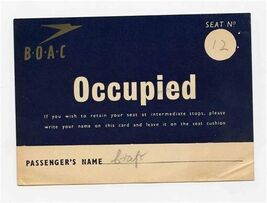 SEAT Nº
B·O·A·C
12
Occupied
If you wish to retain your seat at intermediate stops, please
write your name on this card and leave it on the seat cushion
PASSENGER'S NAME